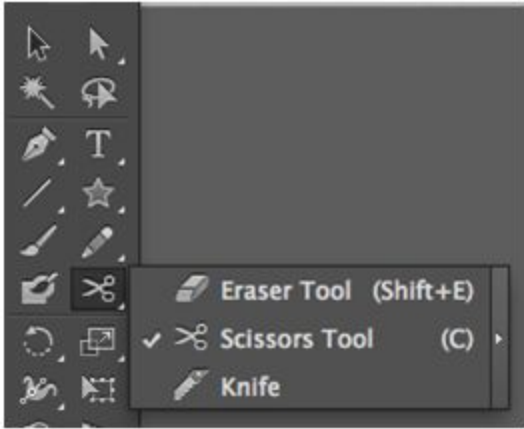 T
Eraser Tool (Shift+E)
Scissors Tool (C)
Knife